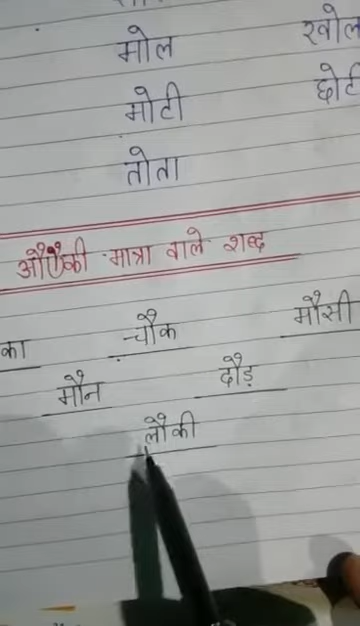 मोल खोल
मोटी छोटी
तोता
औ की मात्रा वाले शब्द
का चौक मौसी
मौन दौड़
लौकी